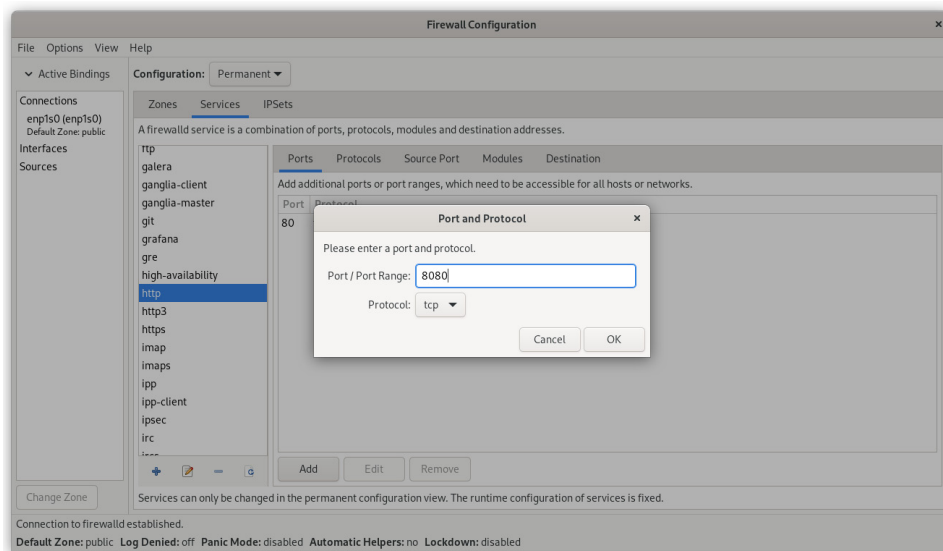 Firewall Configuration
File Options View Help
Active Bindings
Configuration: Permanent
Connections
enp1s0 (enp1s0)
Default Zone: public
Interfaces
Sources
Zones Services IPSets
A firewalld service is a combination of ports, protocols, modules and destination addresses.
ftp
galera
ganglia-client
ganglia-master
git
grafana
gre
high-availability
http
http3
https
imap
imaps
ipp
ipp-client
ipsec
irc
Ports Protocols Source Port Modules Destination
Add additional ports or port ranges, which need to be accessible for all hosts or networks.
Port Protocol
80
Port and Protocol
Please enter a port and protocol.
Port / Port Range: 8080
Protocol: tcp
Cancel OK
Add Edit Remove
Change Zone
Services can only be changed in the permanent configuration view. The runtime configuration of services is fixed.
Connection to firewalld established.
Default Zone: public Log Denied: off Panic Mode: disabled Automatic Helpers: no Lockdown: disabled